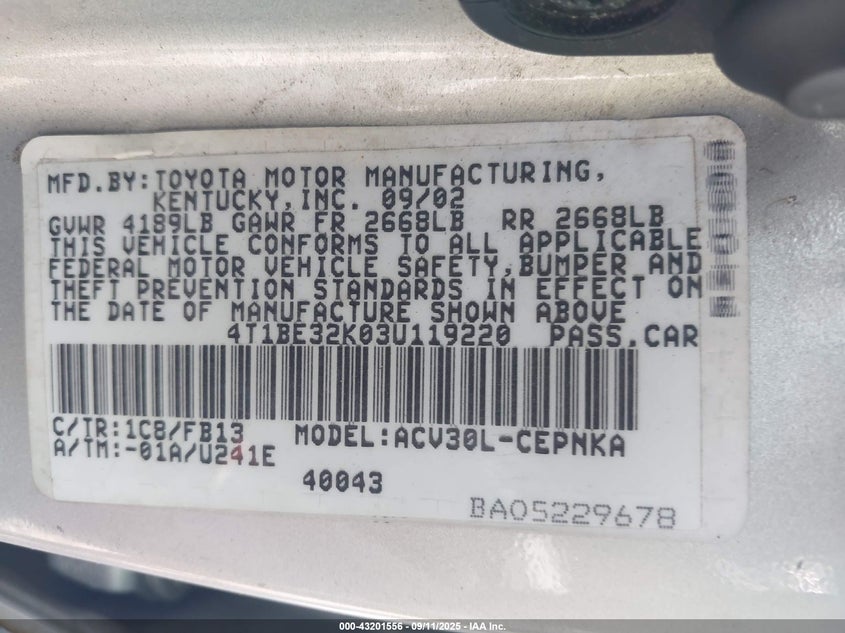 MFD.BY:TOYOTA MOTOR MANUFACTURING,
KENTUCKY,INC. 09/02
GVWR 4189LB GAWR FR 2668LB RR 2668LB
THIS VEHICLE CONFORMS TO ALL APPLICABLE
FEDERAL MOTOR VEHICLE SAFETY,BUMPER AND
THEFT PREVENTION STANDARDS IN EFFECT ON
THE DATE OF MANUFACTURE SHOWN ABOVE
4T1BE32K03U119220 PASS.CAR
C/TR:1C8/FB13 MODEL:ACV30L-CEPNKA
A/TM:-01A/U241E
40043
BA05229678
000-43201556 - 09/11/2025 - IAA Inc.